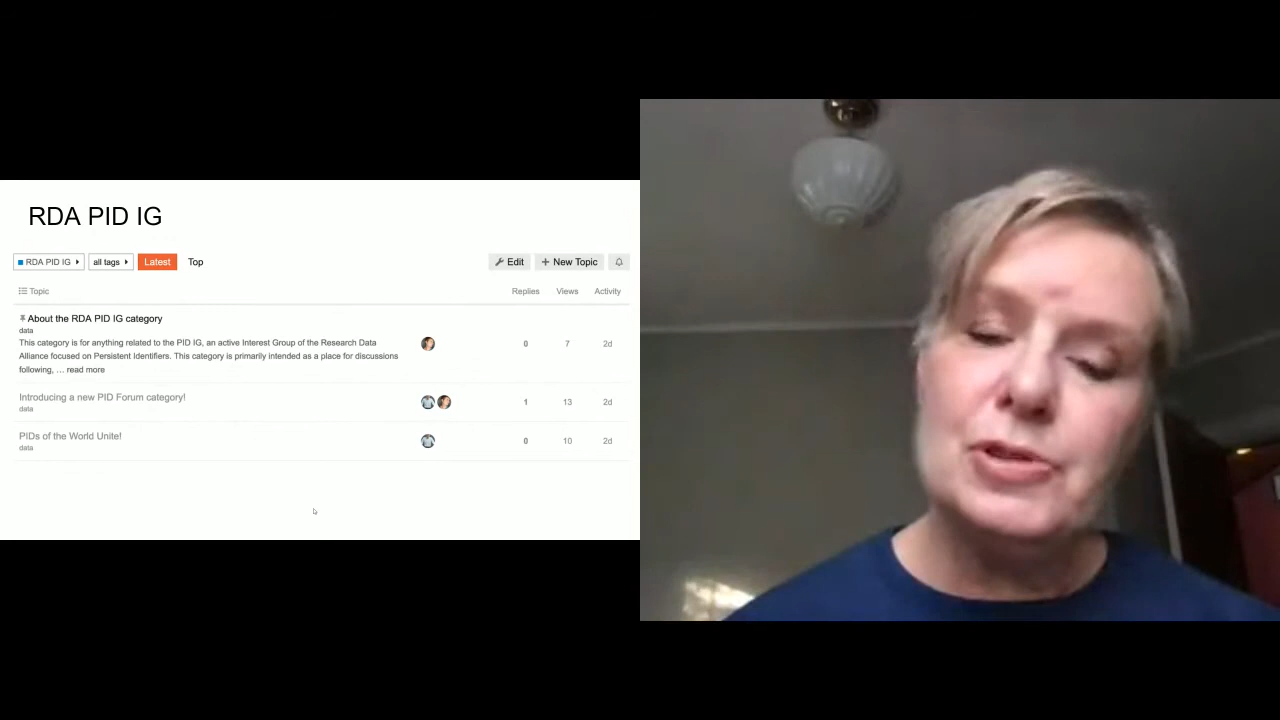 RDA PID IG
RDA PID IG all tags Latest Top Edit + New Topic
Topic Replies Views Activity
About the RDA PID IG category
data
This category is for anything related to the PID IG, an active Interest Group of the Research Data
Alliance focused on Persistent Identifiers. This category is primarily intended as a place for discussions
following, … read more
0 7 2d
Introducing a new PID Forum category!
data
1 13 2d
PIDs of the World Unite!
data
0 10 2d